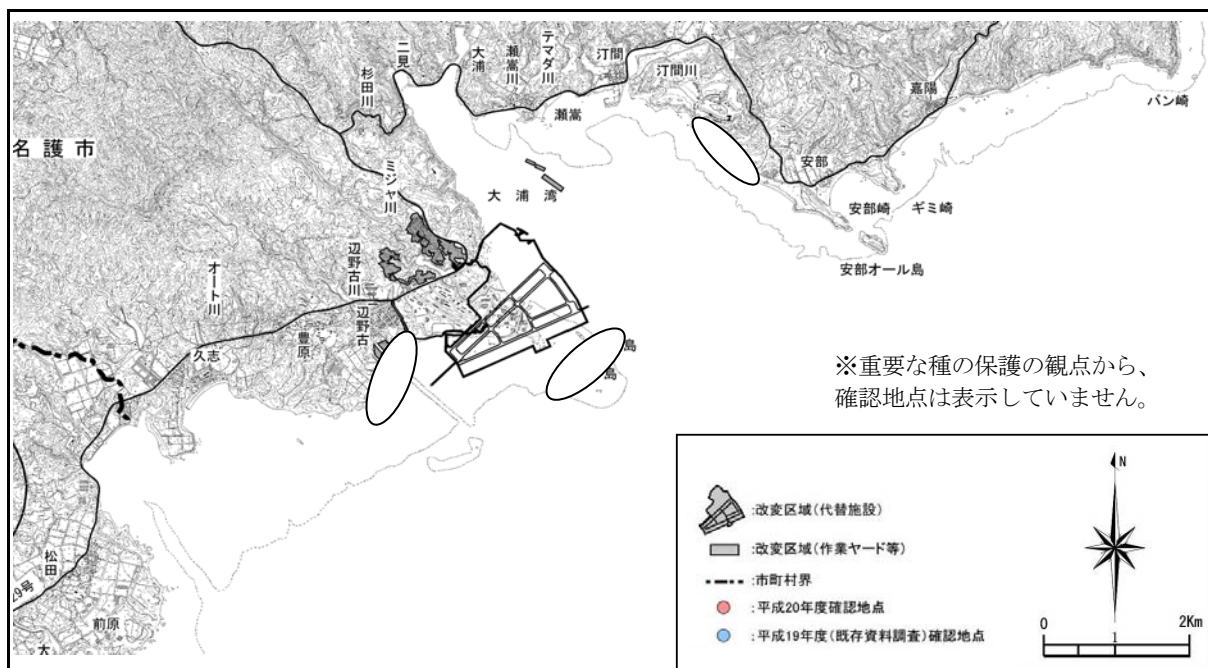 二見
杉田川
大浦
瀬嵩川
テマダ川
汀間
汀間川
瀬嵩
嘉陽
バン崎
名護市
ミジャ川
大浦湾
安部
安部崎
ギミ崎
安部オール島
辺野古川
辺野古
オート川
久志
豊原
島
島
松田
前原
29号
大
※重要な種の保護の観点から、
確認地点は表示していません。
:改変区域(代替施設)
:改変区域(作業ヤード等)
:市町村界
:平成20年度確認地点
:平成19年度(既存資料調査)確認地点
N
0 1 2Km